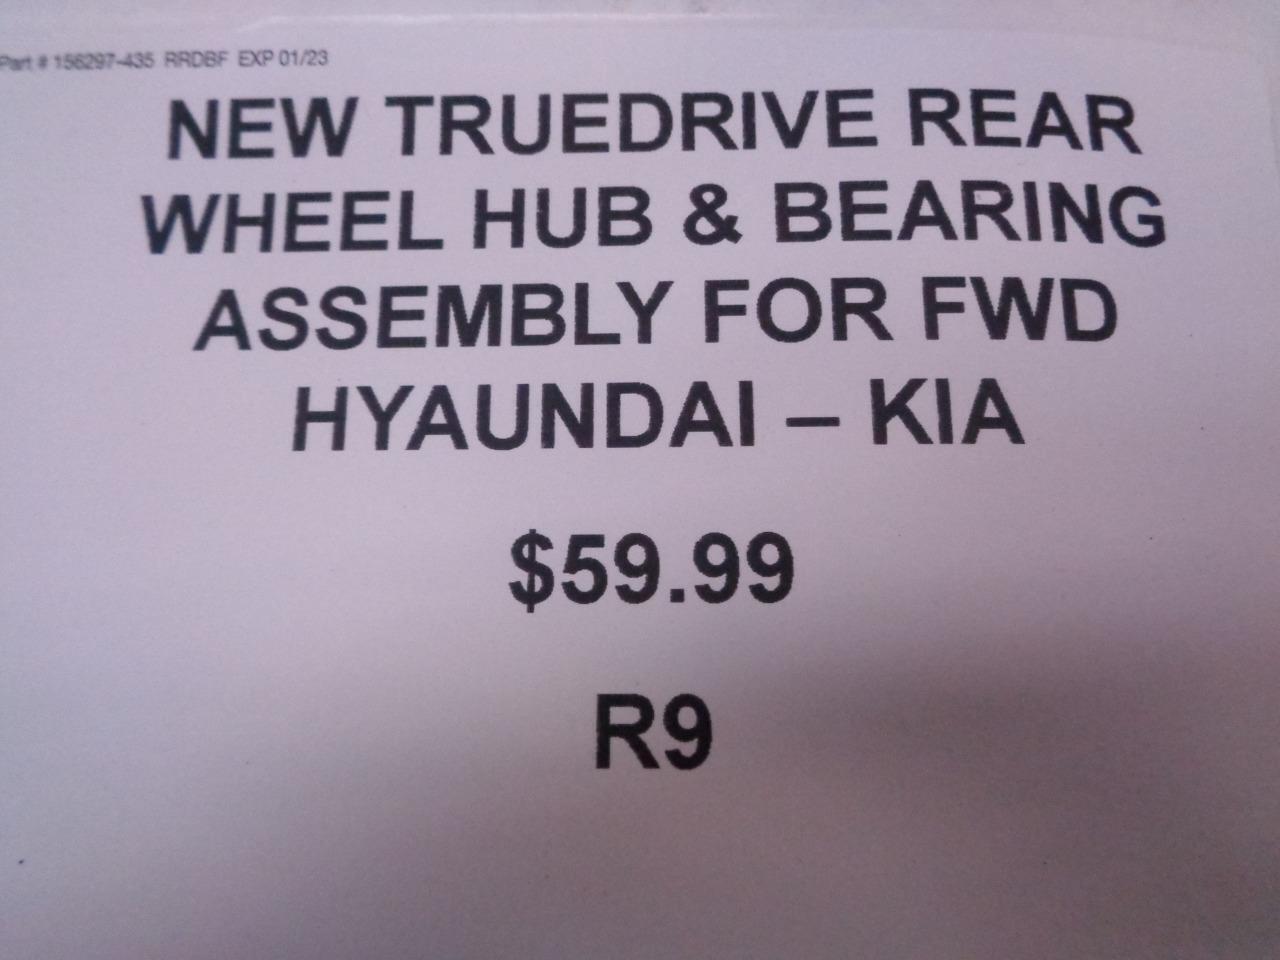 Part # 156297-435 RRDBF EXP 01/23
NEW TRUEDRIVE REAR
WHEEL HUB & BEARING
ASSEMBLY FOR FWD
HYAUNDAI – KIA
$59.99
R9